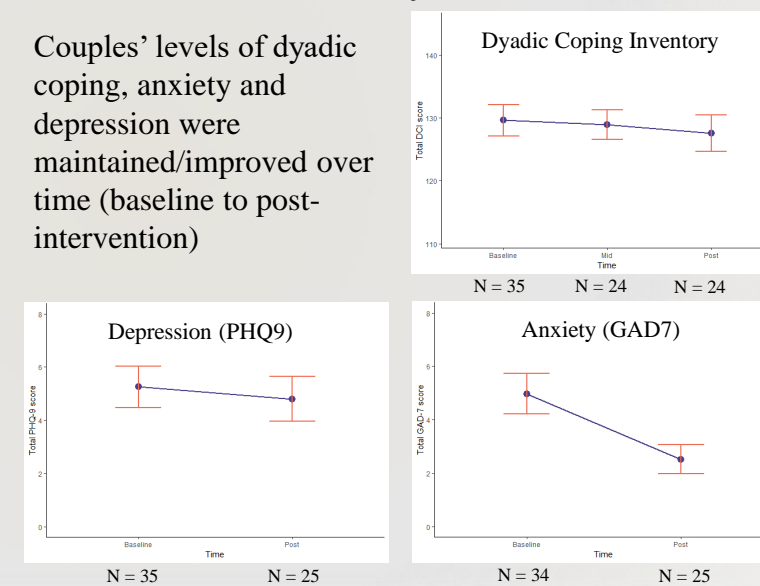 Couples’ levels of dyadic
coping, anxiety and
depression were
maintained/improved over
time (baseline to post-
intervention)
Dyadic Coping Inventory
Total DCI score
140
130
120
110
Baseline Mid Post
Time
N = 35 N = 24 N = 24
Depression (PHQ9)
Total PHQ-9 score
8
6
4
2
0
Baseline Post
Time
N = 35 N = 25
Anxiety (GAD7)
Total GAD-7 score
8
6
4
2
0
Baseline Post
Time
N = 34 N = 25